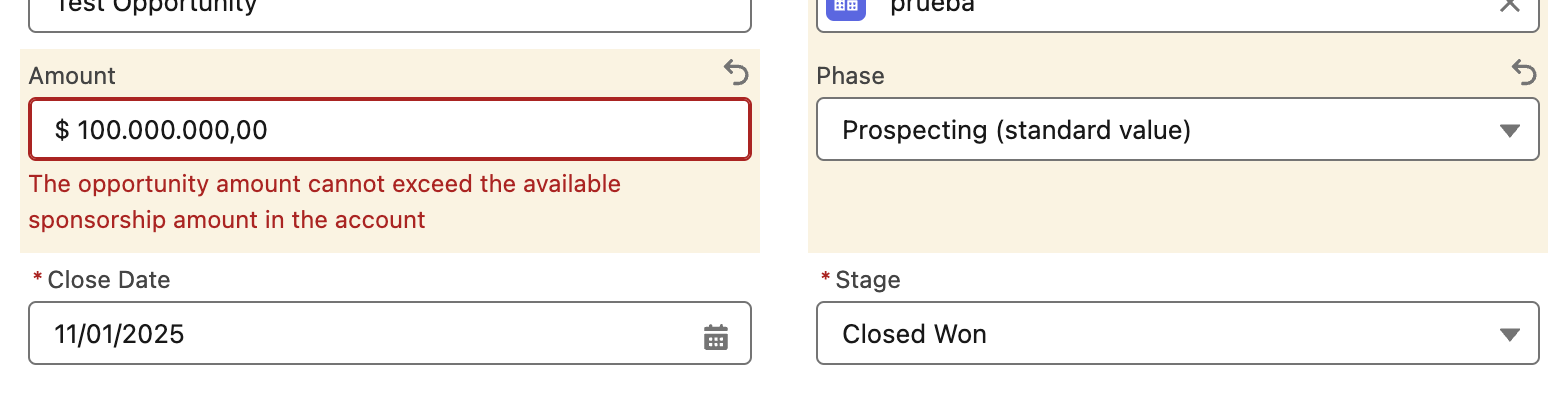 Test Opportunity
prueba
Amount
Phase
$ 100.000.000,00
Prospecting (standard value)
The opportunity amount cannot exceed the available
sponsorship amount in the account
* Close Date
* Stage
11/01/2025
Closed Won